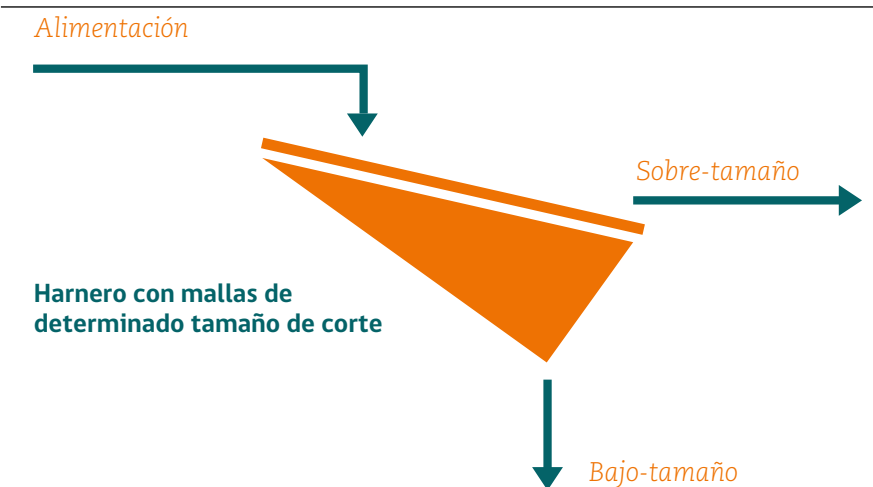 Alimentación
Sobre-tamaño
Harnero con mallas de
determinado tamaño de corte
Bajo-tamaño